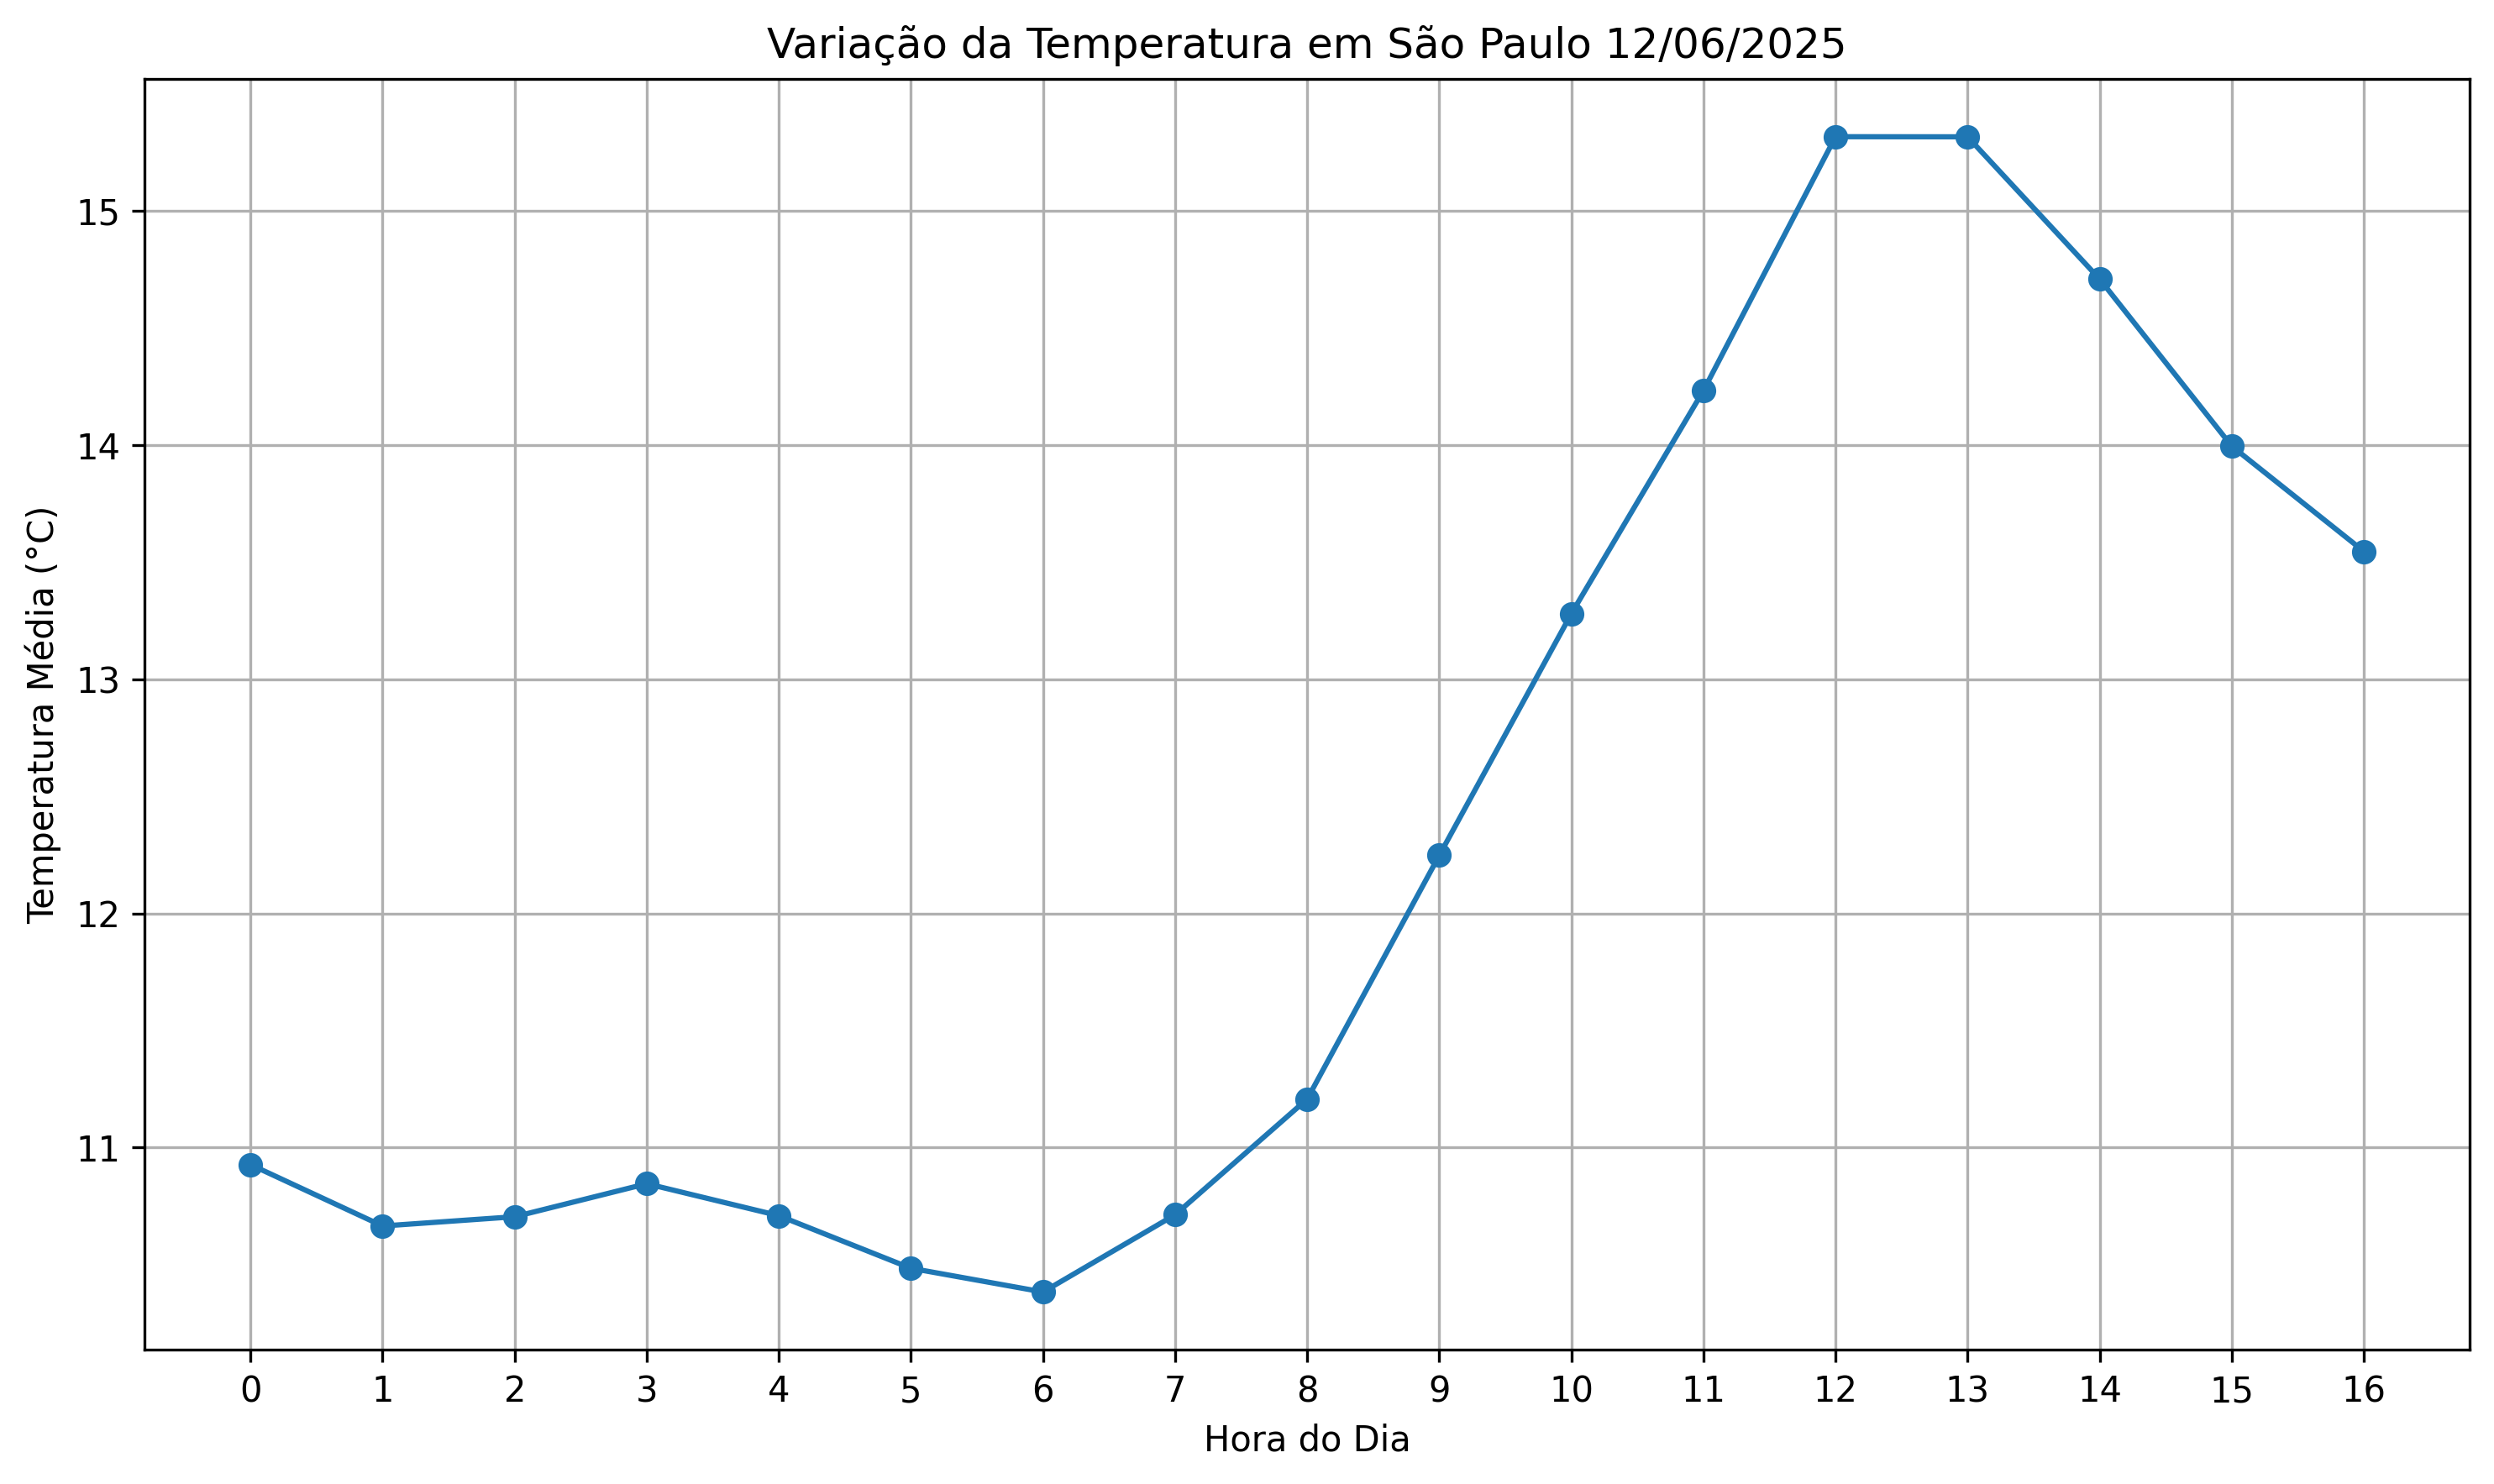 Variação da Temperatura em São Paulo 12/06/2025
Temperatura Média (°C)
15
14
13
12
11
0 1 2 3 4 5 6 7 8 9 10 11 12 13 14 15 16
Hora do Dia